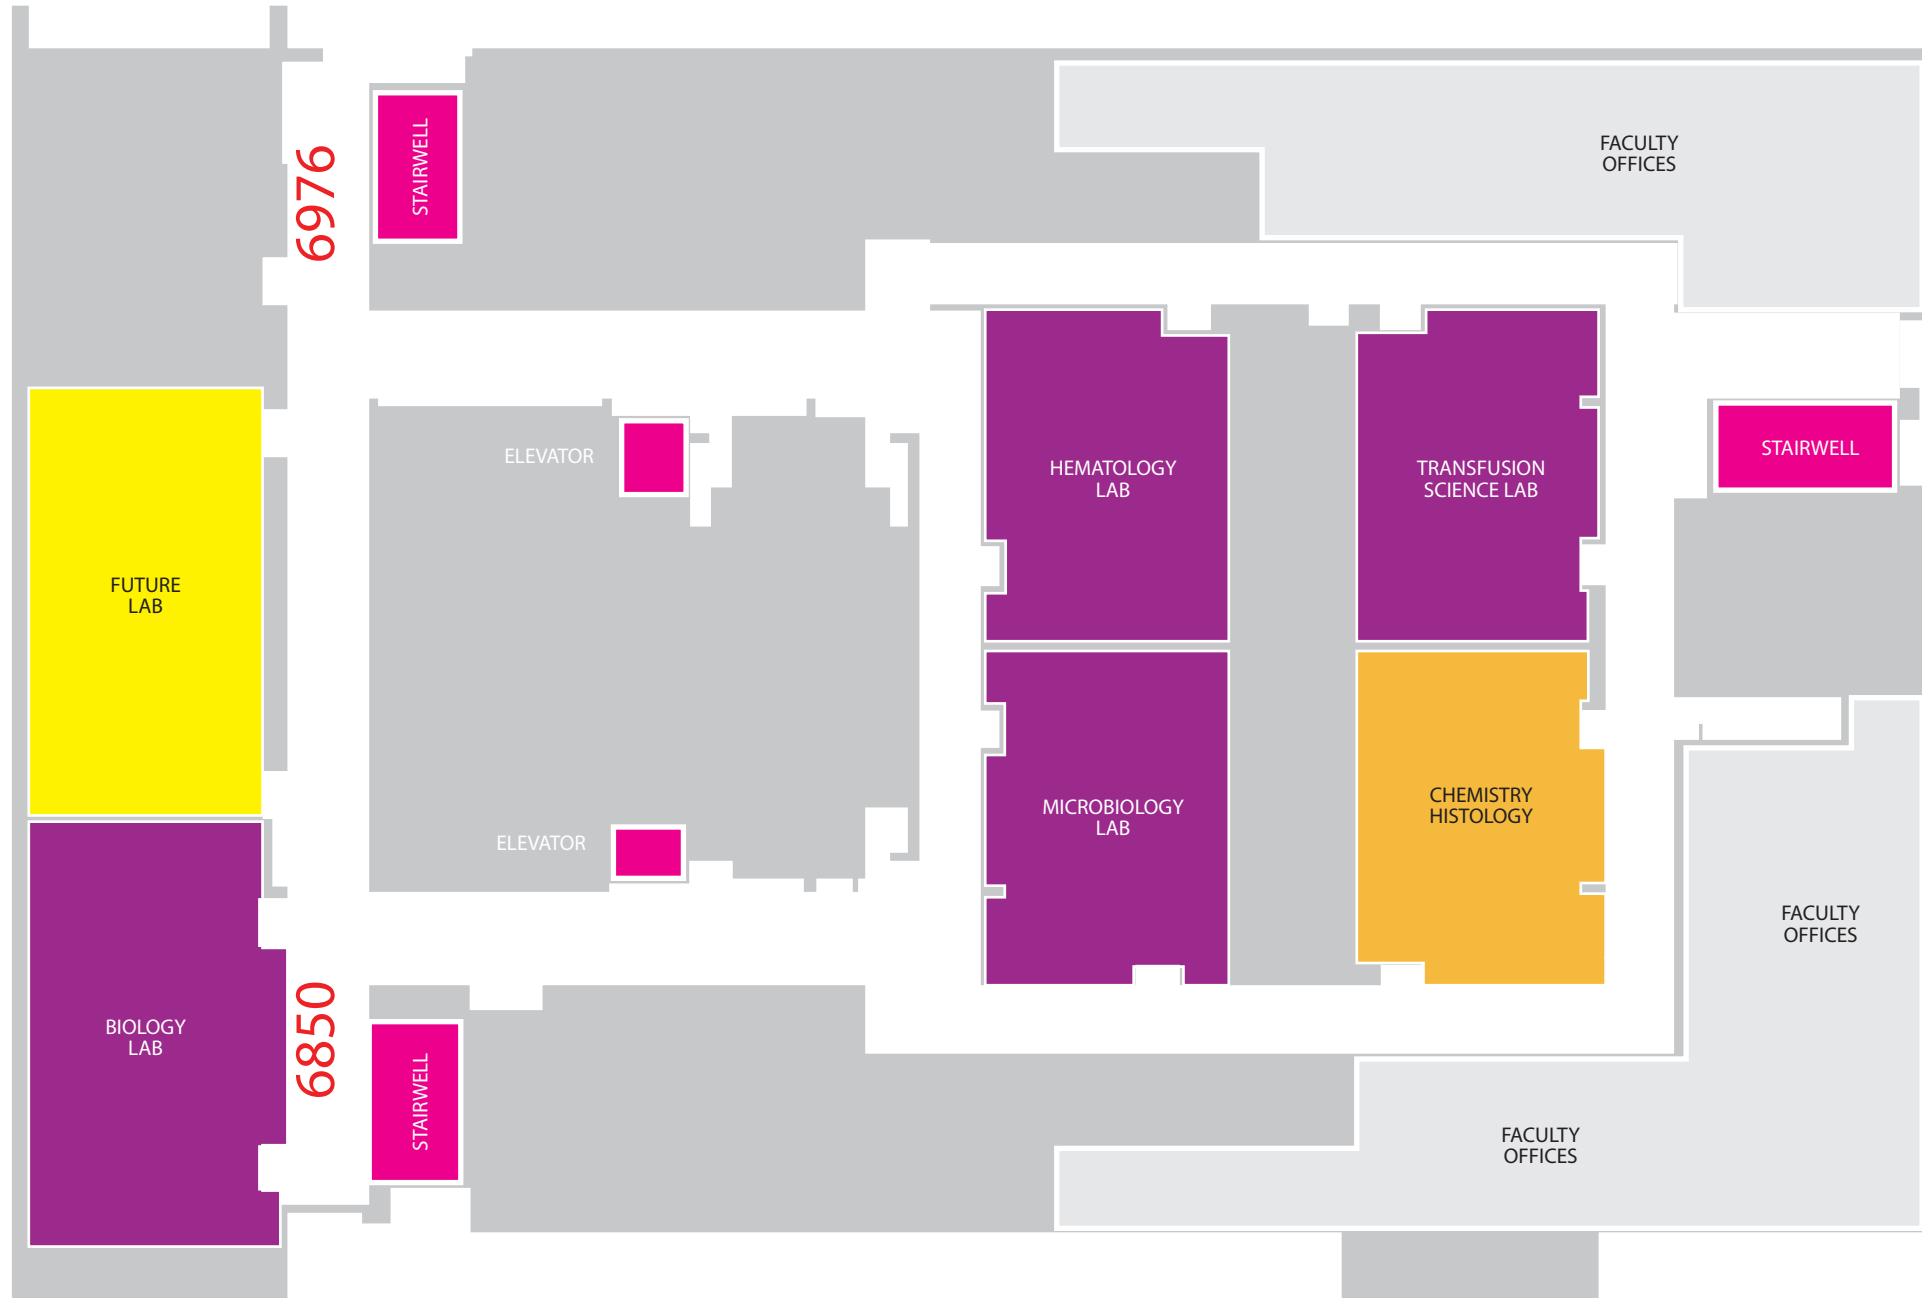 FACULTY
OFFICES
STAIRWELL
6976
ELEVATOR
HEMATOLOGY
LAB
TRANSFUSION
SCIENCE LAB
STAIRWELL
FUTURE
LAB
ELEVATOR
MICROBIOLOGY
LAB
CHEMISTRY
HISTOLOGY
FACULTY
OFFICES
BIOLOGY
LAB
6850
STAIRWELL
FACULTY
OFFICES